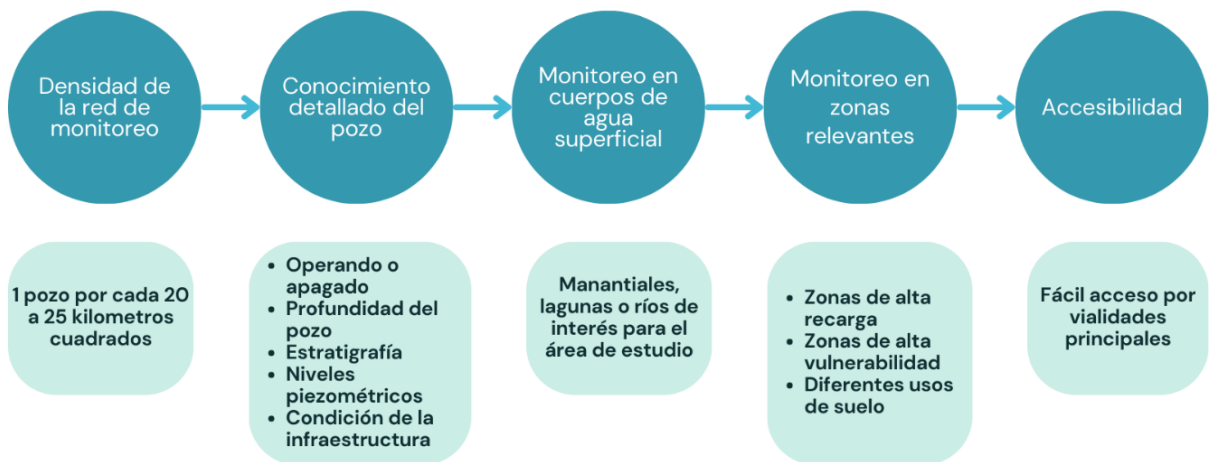 Densidad de
la red de
monitoreo
Conocimiento
detallado del
pozo
Monitoreo en
cuerpos de
agua
superficial
Monitoreo en
zonas
relevantes
Accesibilidad
1 pozo por cada 20
a 25 kilometros
cuadrados
• Operando o
apagado
• Profundidad del
pozo
• Estratigrafía
• Niveles
piezométricos
• Condición de la
infraestructura
Manantiales,
lagunas o ríos de
interés para el
área de estudio
• Zonas de alta
recarga
• Zonas de alta
vulnerabilidad
• Diferentes usos
de suelo
Fácil acceso por
vialidades
principales